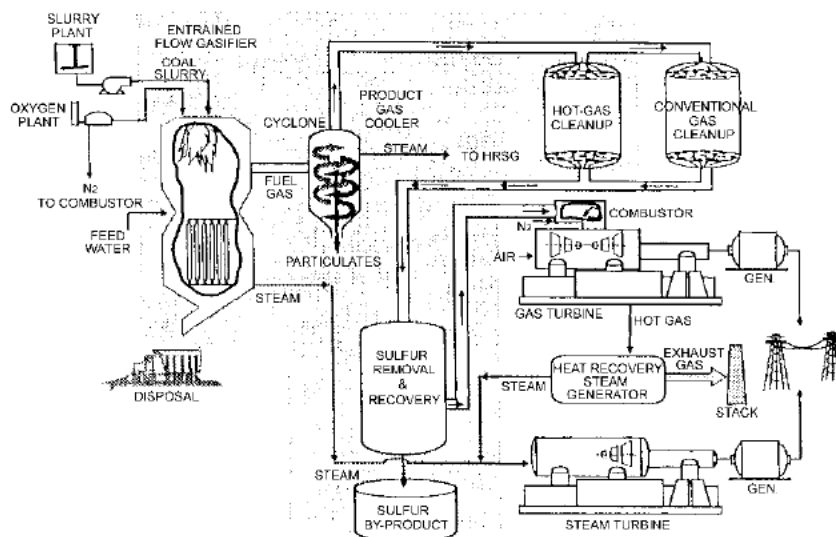 SLURRY
PLANT
ENTRAINED
FLOW GASIFIER
COAL
SLURRY
OXYGEN
PLANT
N2
TO COMBUSTOR
FEED
WATER
STEAM
DISPOSAL
CYCLONE
PRODUCT
GAS
COOLER
STEAM
TO HRSG
FUEL
GAS
PARTICULATES
HOT-GAS
CLEANUP
CONVENTIONAL
GAS
CLEANUP
N2
COMBUSTOR
AIR
GAS TURBINE
GEN.
HOT GAS
SULFUR
REMOVAL
&
RECOVERY
STEAM
HEAT RECOVERY
STEAM
GENERATOR
EXHAUST
GAS
STACK
STEAM
SULFUR
BY-PRODUCT
STEAM TURBINE
GEN.